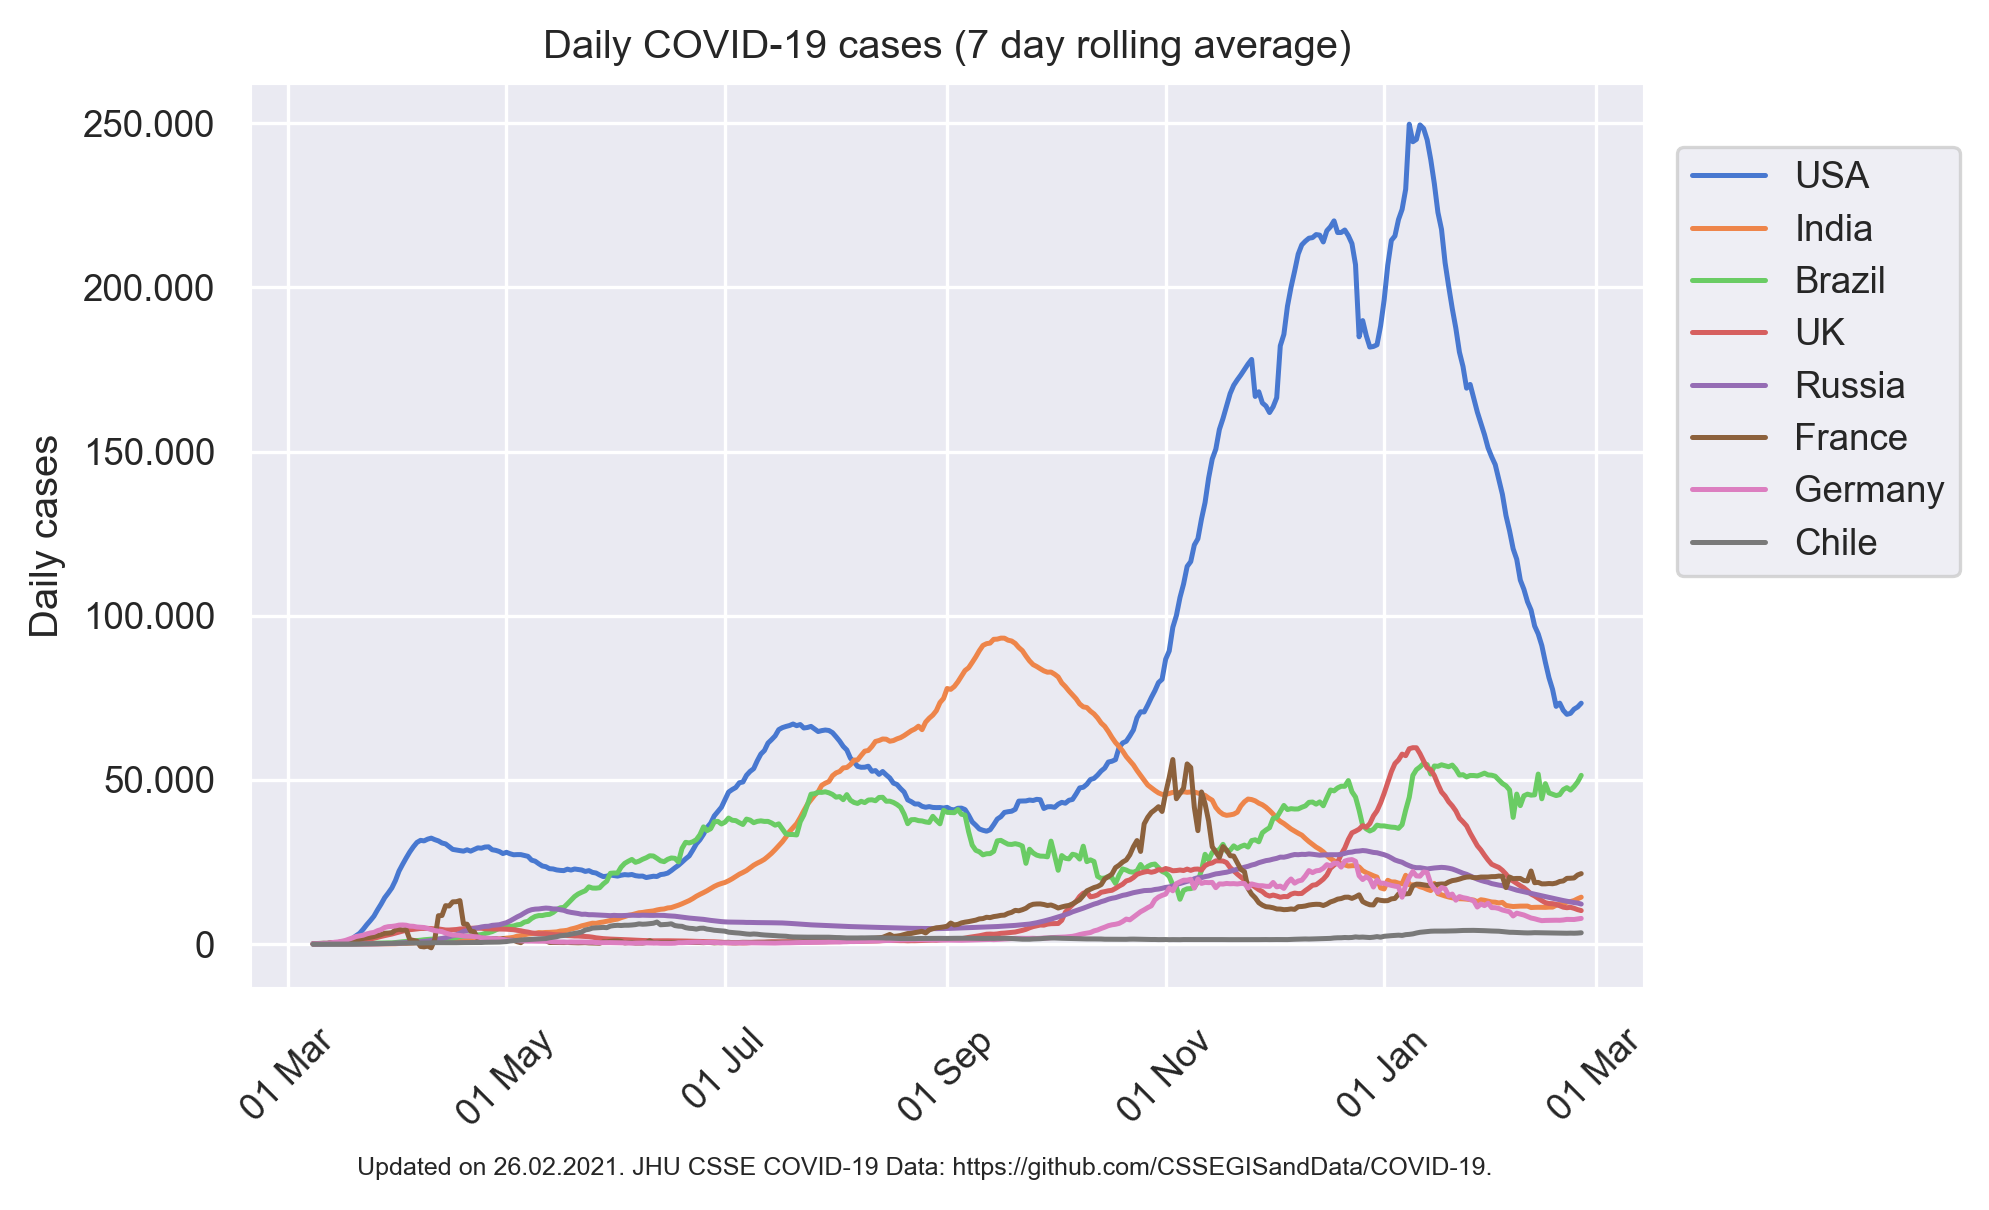 Daily COVID-19 cases (7 day rolling average)
250.000
200.000
150.000
100.000
50.000
0
Daily cases
USA
India
Brazil
UK
Russia
France
Germany
Chile
01 Mar
01 May
01 Jul
01 Sep
01 Nov
01 Jan
01 Mar
Updated on 26.02.2021. JHU CSSE COVID-19 Data: https://github.com/CSSEGISandData/COVID-19.